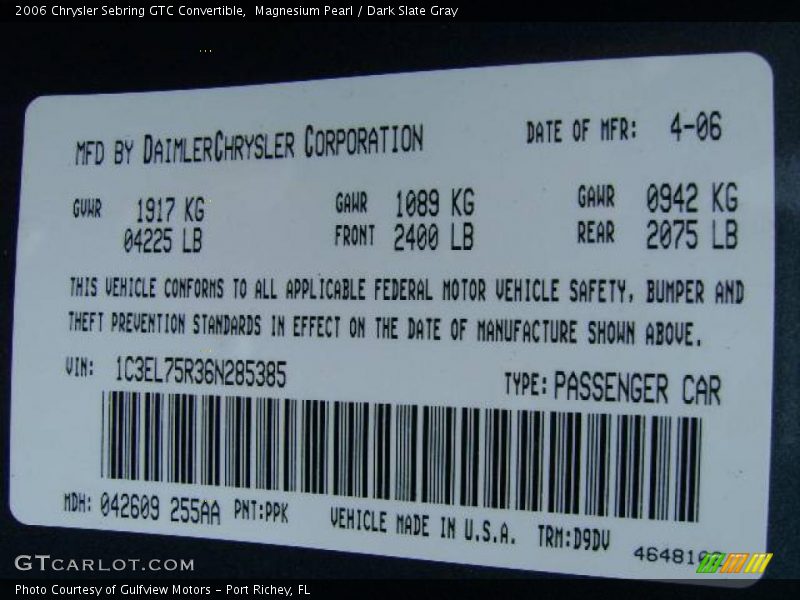 2006 Chrysler Sebring GTC Convertible,  Magnesium Pearl / Dark Slate Gray
MFD BY DAIMLERCHRYSLER CORPORATION DATE OF MFR: 4-06
GVWR 1917 KG GAWR 1089 KG GAWR 0942 KG
04225 LB FRONT 2400 LB REAR 2075 LB
THIS VEHICLE CONFORMS TO ALL APPLICABLE FEDERAL MOTOR VEHICLE SAFETY, BUMPER AND
THEFT PREVENTION STANDARDS IN EFFECT ON THE DATE OF MANUFACTURE SHOWN ABOVE.
VIN: 1C3EL75R36N285385 TYPE: PASSENGER CAR
MDH: 042609 255AA PNT:PPK VEHICLE MADE IN U.S.A. TRM:D9DV
GTCARLOT.COM
Photo Courtesy of Gulfview Motors - Port Richey, FL